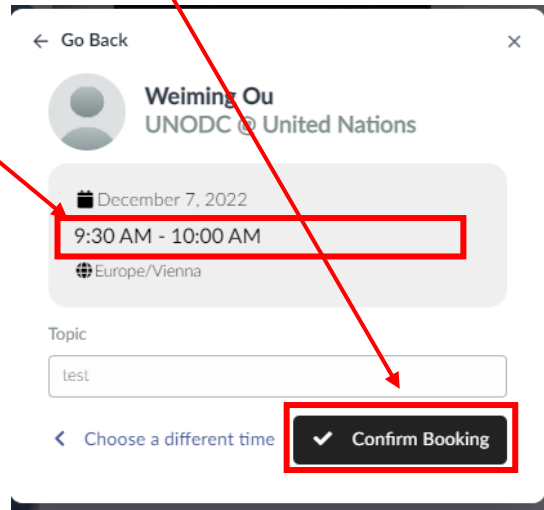 ← Go Back ×
Weiming Ou
UNODC @ United Nations
December 7, 2022
9:30 AM - 10:00 AM
Europe/Vienna
Topic
test
Choose a different time
Confirm Booking